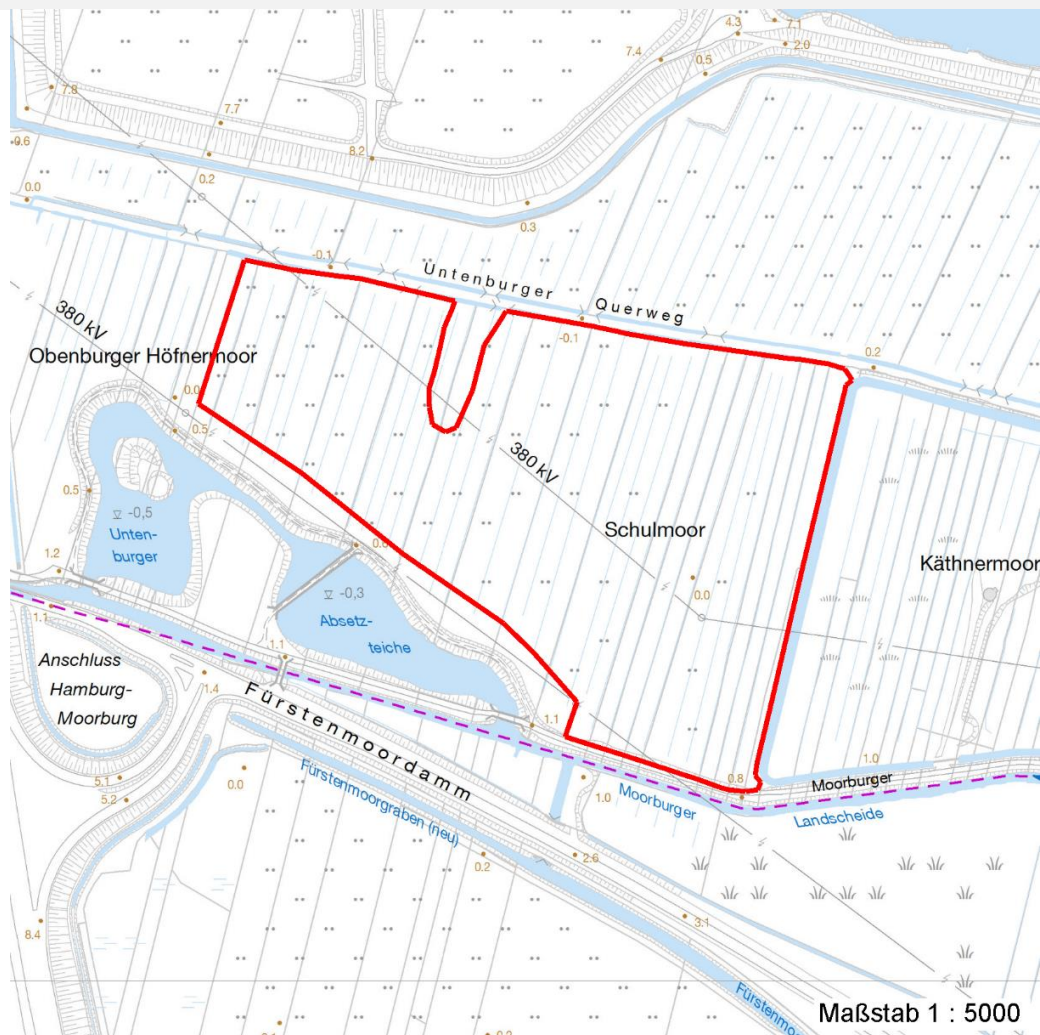 4.3
7.1
2.0
7.4
0.5
7.8
7.7
8.2
0.6
0.2
0.0
0.3
-0.1
Untenburger Querweg
-0.1
380 kV
0.2
Obenburger Höfnermoor
0.0
0.5
380 kV
0.5
-0,5
Schulmoor
Unten-
burger
0.0
Käthnermoor
1.2
-0,3
0.0
1.1
Absetz-
teiche
Anschluss
Hamburg-
Moorburg
1.1
1.4
Fürstenmoordamm
1.1
5.1
5.2
0.0
Fürstenmoorgraben (neu)
1.0
0.8
1.0
Moorburger
Moorburger
Landscheide
0.2
2.6
8.4
3.1
Maßstab 1 : 5000